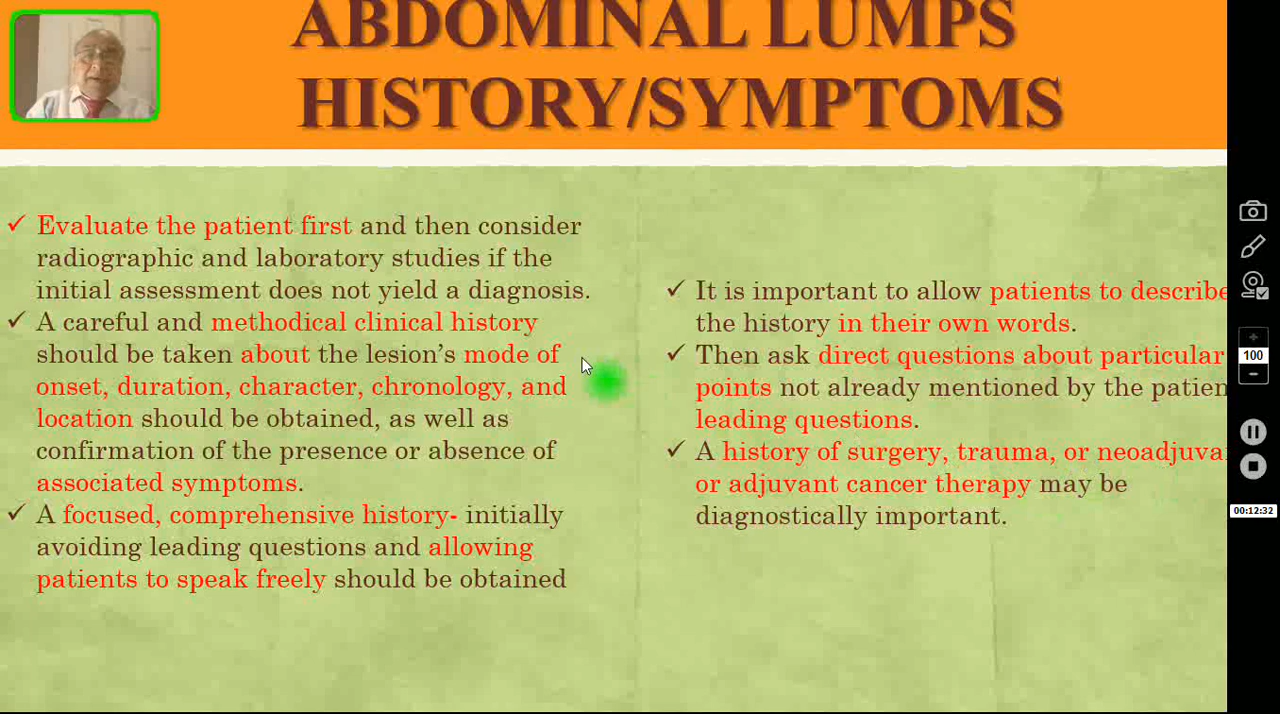 ABDOMINAL LUMPS
HISTORY/SYMPTOMS
✓ Evaluate the patient first and then consider
radiographic and laboratory studies if the
initial assessment does not yield a diagnosis.
✓ A careful and methodical clinical history
should be taken about the lesion’s mode of
onset, duration, character, chronology, and
location should be obtained, as well as
confirmation of the presence or absence of
associated symptoms.
✓ A focused, comprehensive history- initially
avoiding leading questions and allowing
patients to speak freely should be obtained
✓ It is important to allow patients to describe
the history in their own words.
✓ Then ask direct questions about particular
points not already mentioned by the patien
leading questions.
✓ A history of surgery, trauma, or neoadjuva
or adjuvant cancer therapy may be
diagnostically important.
100
00:12:32